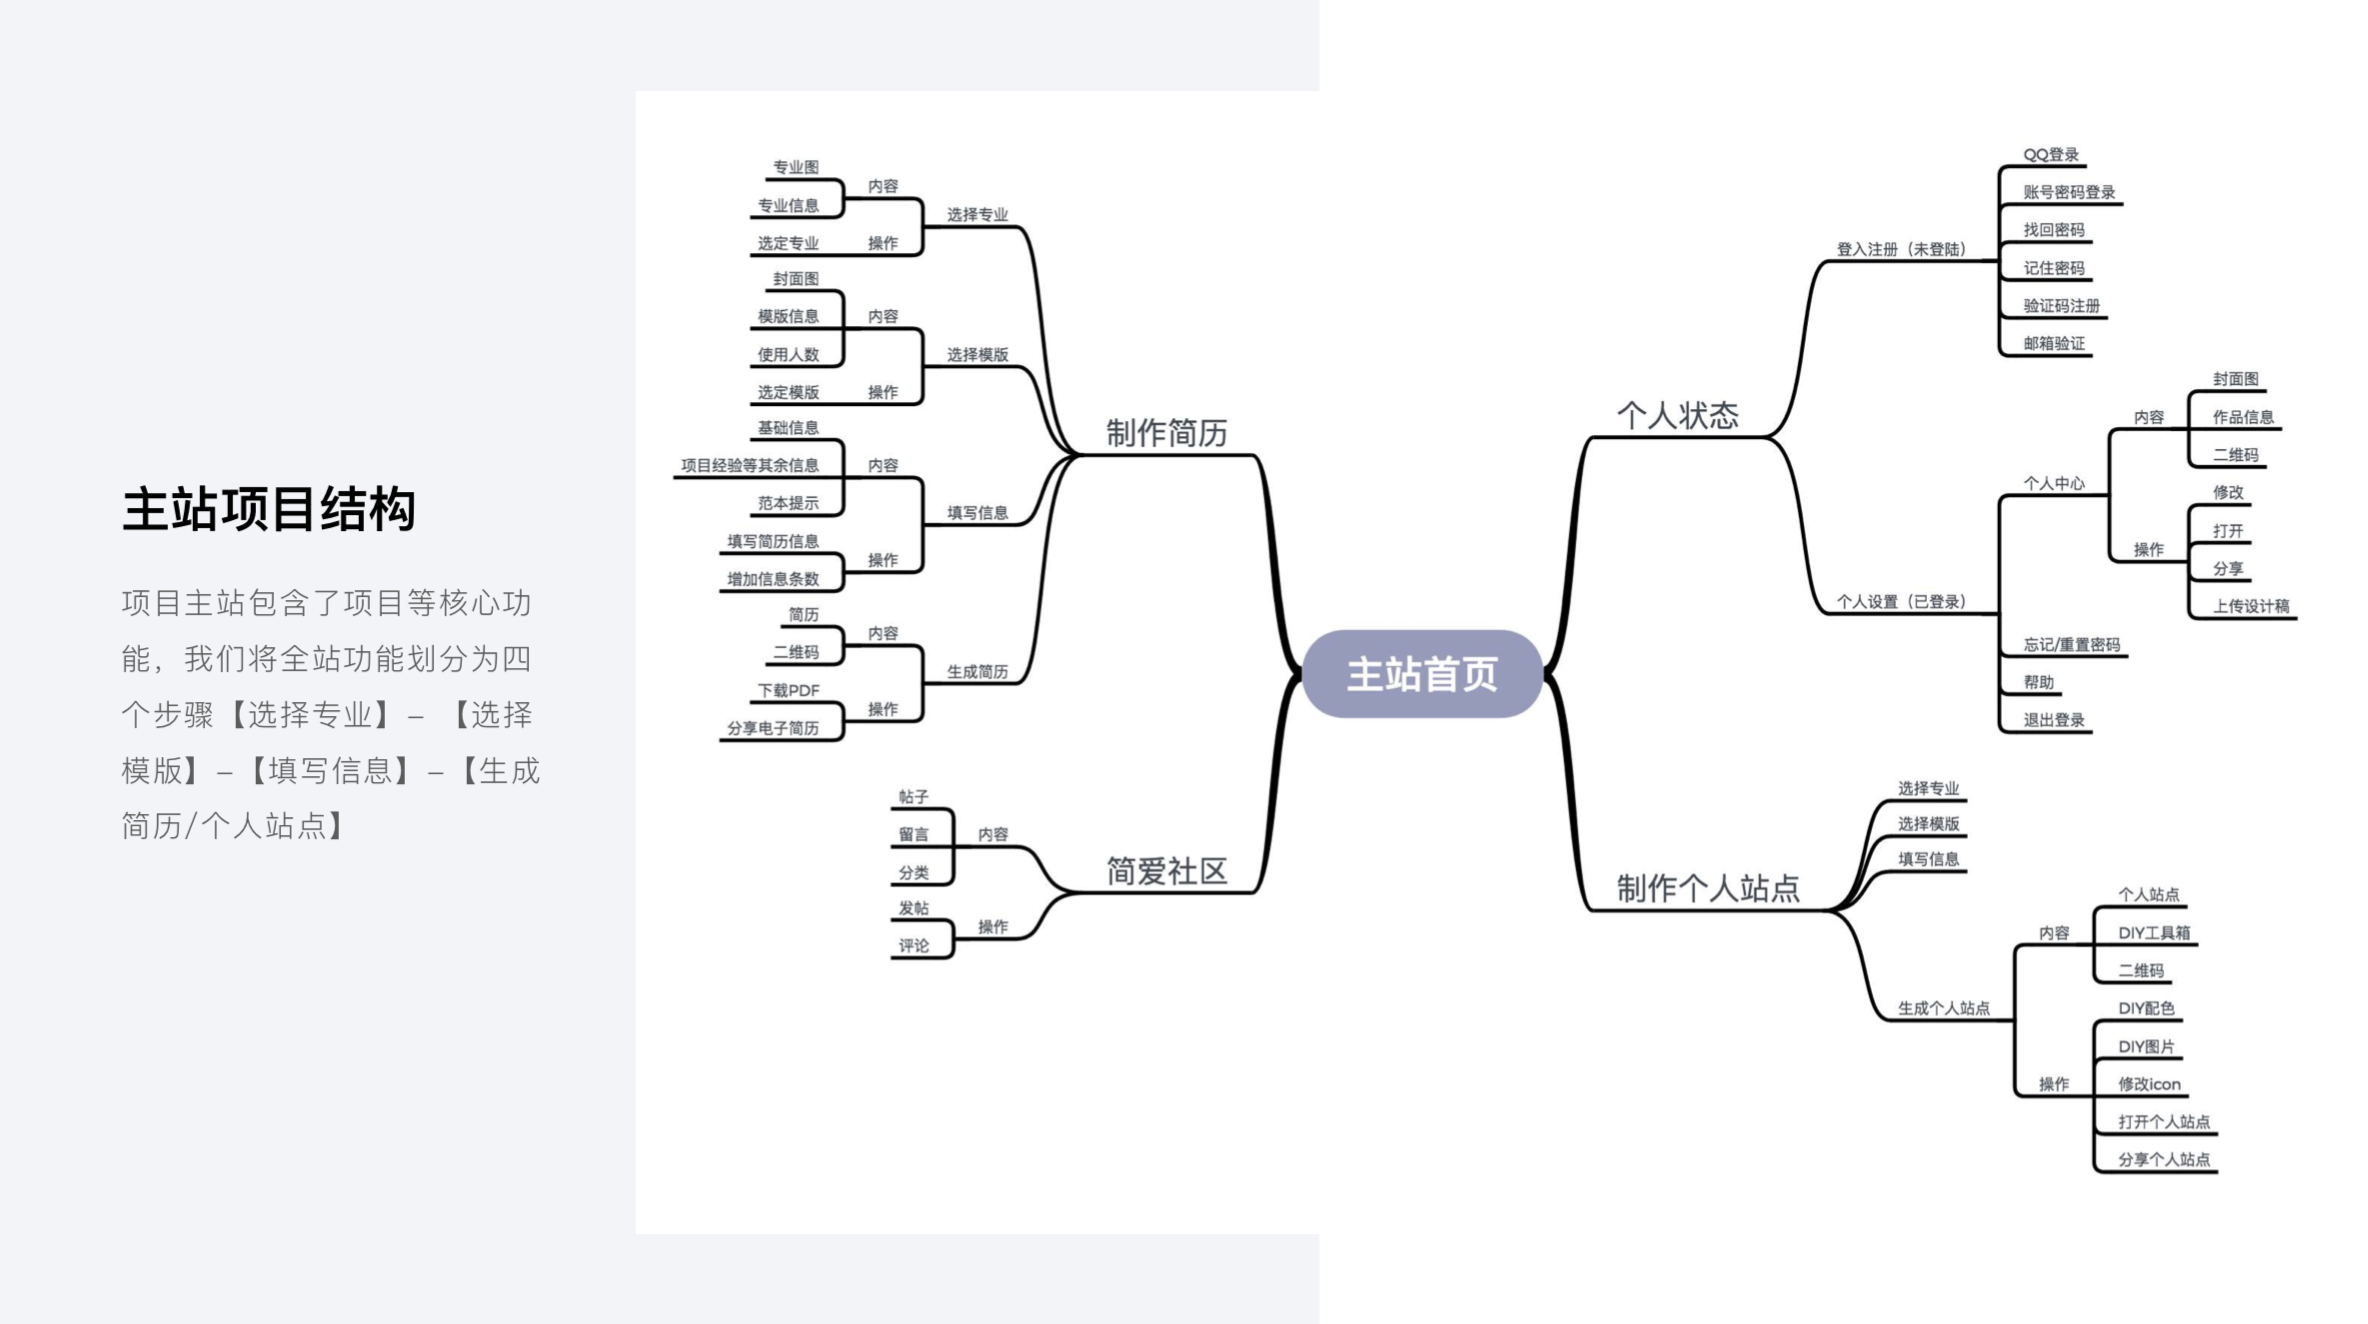 主站项目结构
项目主站包含了项目等核心功
能，我们将全站功能划分为四
个步骤【选择专业】– 【选择
模版】–【填写信息】–【生成
简历/个人站点】
专业图
专业信息
内容
选定专业
操作
选择专业
封面图
模版信息
使用人数
内容
选定模版
操作
选择模版
基础信息
项目经验等其余信息
范本提示
内容
填写简历信息
增加信息条数
操作
填写信息
简历
二维码
内容
下载PDF
分享电子简历
操作
生成简历
制作简历
帖子
留言
分类
内容
发帖
评论
操作
简爱社区
主站首页
个人状态
登入注册（未登陆）
QQ登录
账号密码登录
找回密码
记住密码
验证码注册
邮箱验证
个人设置（已登录）
个人中心
内容
封面图
作品信息
二维码
操作
修改
打开
分享
上传设计稿
忘记/重置密码
帮助
退出登录
制作个人站点
选择专业
选择模版
填写信息
生成个人站点
内容
个人站点
DIY工具箱
二维码
操作
DIY配色
DIY图片
修改icon
打开个人站点
分享个人站点